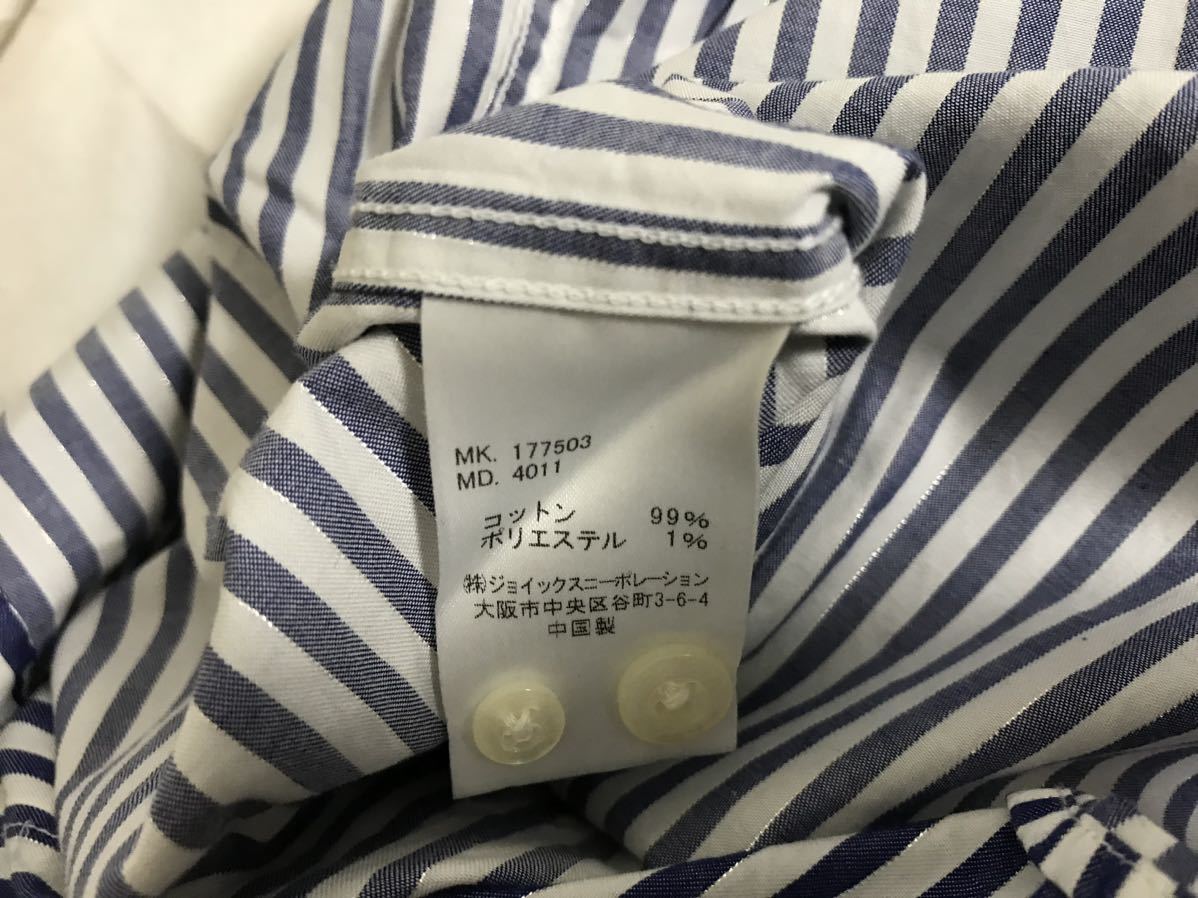 MK. 177503
MD. 4011
コットン 99%
ポリエステル 1%
㈱ジョイックスコーポレーション
大阪市中央区谷町3-6-4
中国製